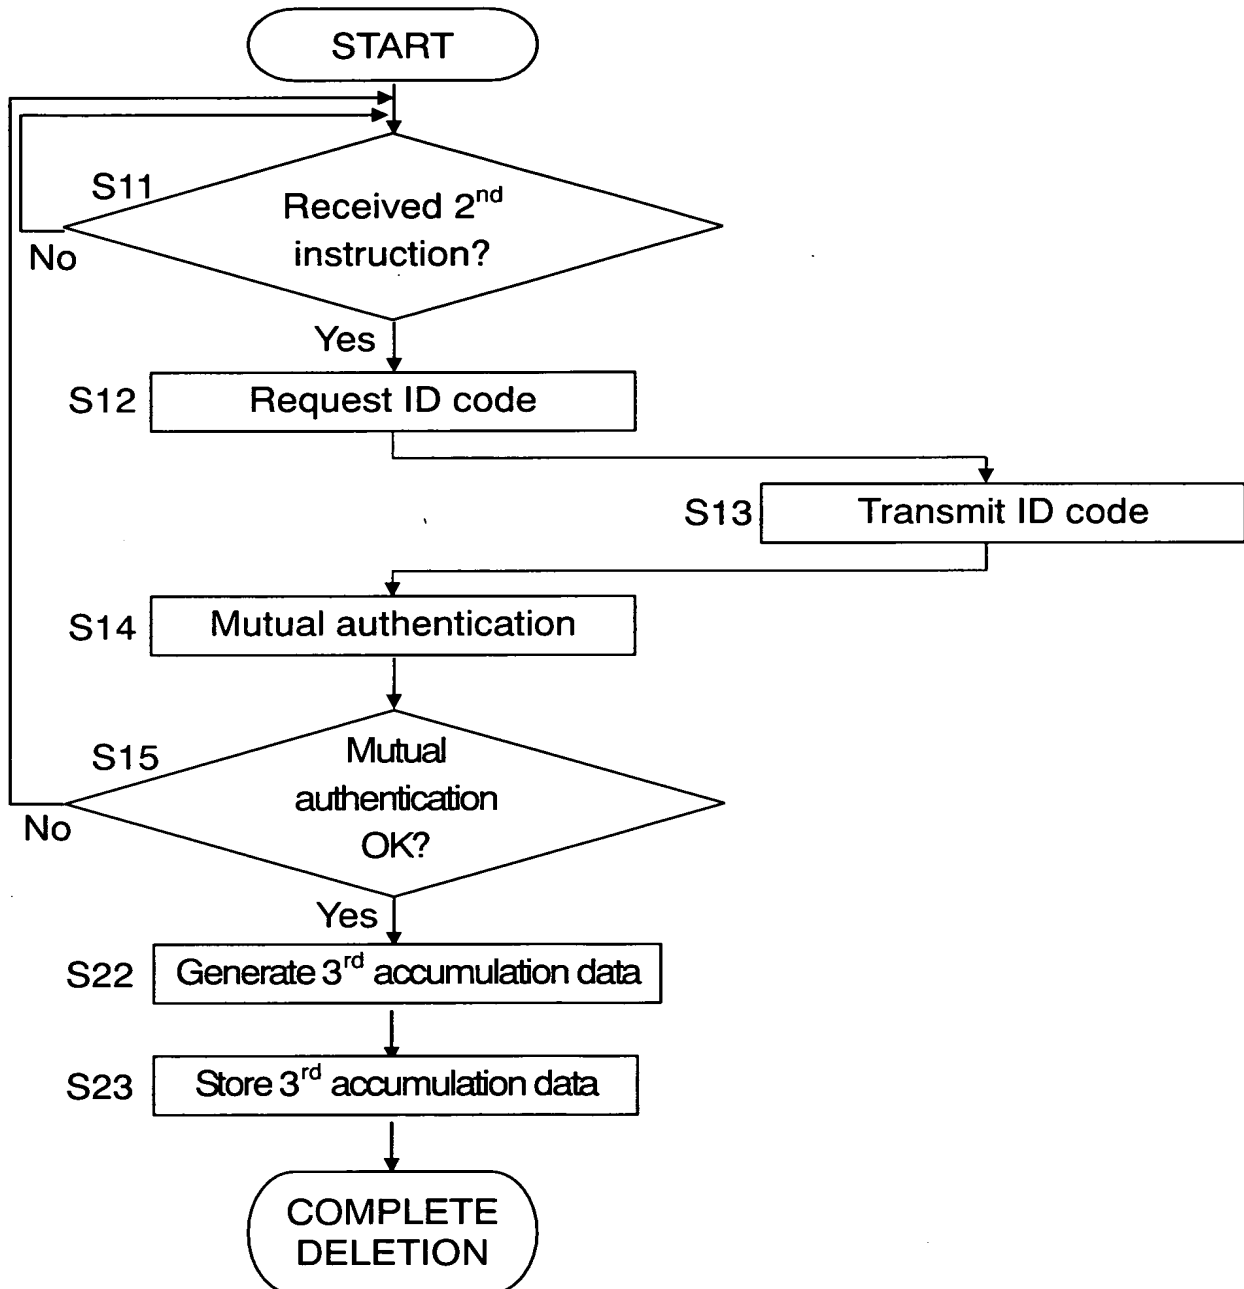 START
S11
Received 2nd
instruction?
No
Yes
S12
Request ID code
S13
Transmit ID code
S14
Mutual authentication
S15
Mutual
authentication
OK?
No
Yes
S22
Generate 3rd accumulation data
S23
Store 3rd accumulation data
COMPLETE
DELETION